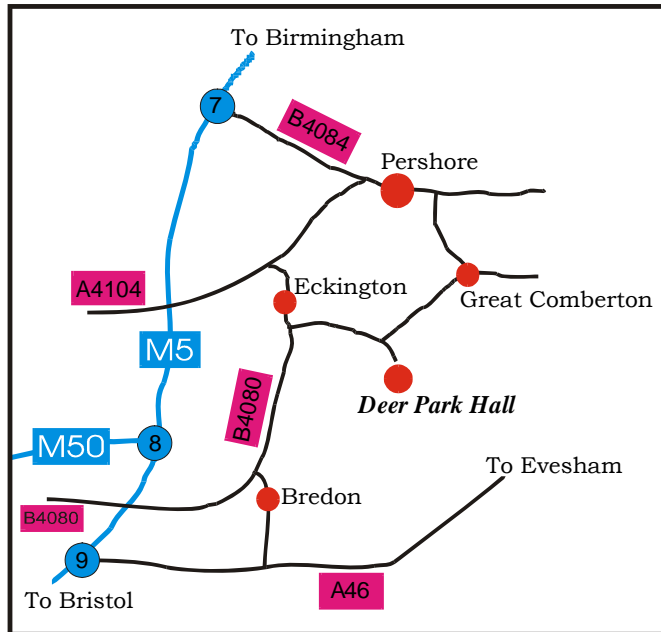 To Birmingham
7
B4084
Pershore
A4104
Eckington
Great Comberton
M5
Deer Park Hall
B4080
M50
8
To Evesham
Bredon
B4080
9
A46
To Bristol